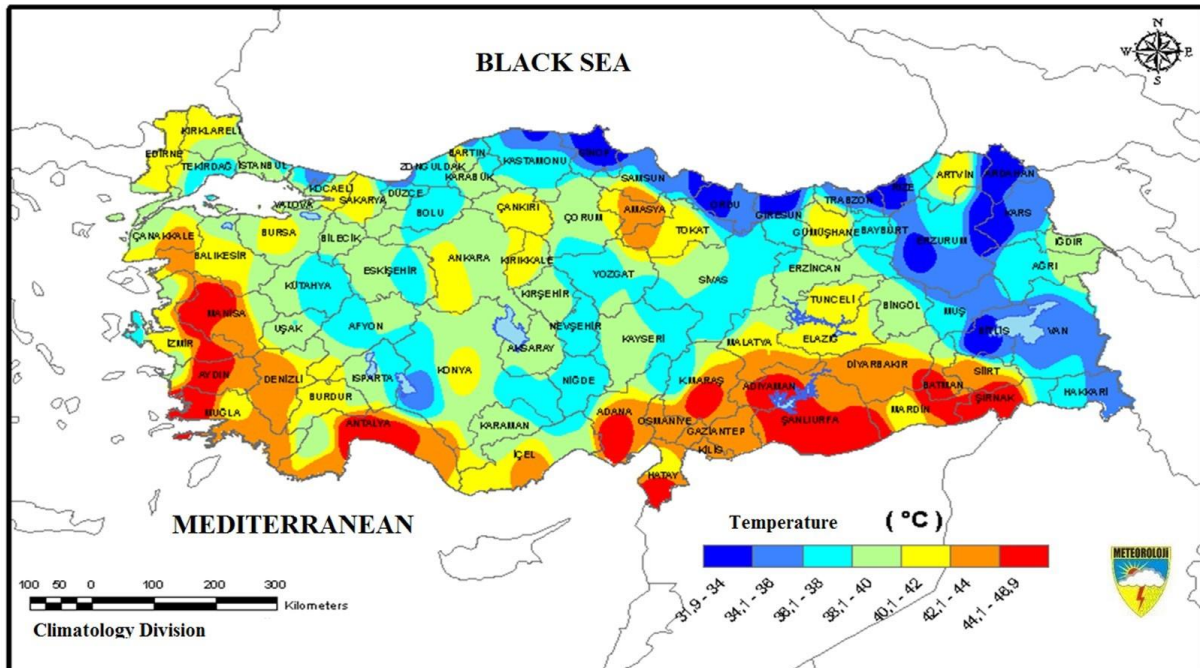 N
W E
S
BLACK SEA
KIRKLARELİ
EDİRNE
TEKİRDAĞ
İSTANBUL
KOCAELİ
YALOVA
SAKARYA
DÜZCE
ZONGULDAK
BARTIN
KARABÜK
KASTAMONU
SİNOP
SAMSUN
ORDU
GİRESUN
TRABZON
RİZE
ARTVİN
ARDAHAN
KARS
IĞDIR
AĞRI
ERZURUM
BAYBURT
GÜMÜŞHANE
ERZİNCAN
SİVAS
TOKAT
AMASYA
ÇORUM
ÇANKIRI
BOLU
BİLECİK
BURSA
ÇANAKKALE
BALIKESİR
KÜTAHYA
ESKİŞEHİR
ANKARA
KIRIKKALE
YOZGAT
KIRŞEHİR
NEVŞEHİR
KAYSERİ
MALATYA
ELAZIĞ
TUNCELİ
BİNGÖL
MUŞ
BİTLİS
VAN
HAKKARİ
SİİRT
ŞIRNAK
BATMAN
MARDİN
DİYARBAKIR
ŞANLIURFA
ADIYAMAN
K.MARAŞ
GAZİANTEP
KİLİS
OSMANİYE
HATAY
ADANA
NİĞDE
AKSARAY
KONYA
KARAMAN
İÇEL
ANTALYA
ISPARTA
BURDUR
AFYON
UŞAK
DENİZLİ
MANİSA
İZMİR
AYDIN
MUĞLA
MEDITERRANEAN
Temperature ( °C )
31,9 - 34
34,1 - 36
36,1 - 38
38,1 - 40
40,1 - 42
42,1 - 44
44,1 - 48,9
METEOROLOJİ
100 50 0 100 200 300
Kilometers
Climatology Division